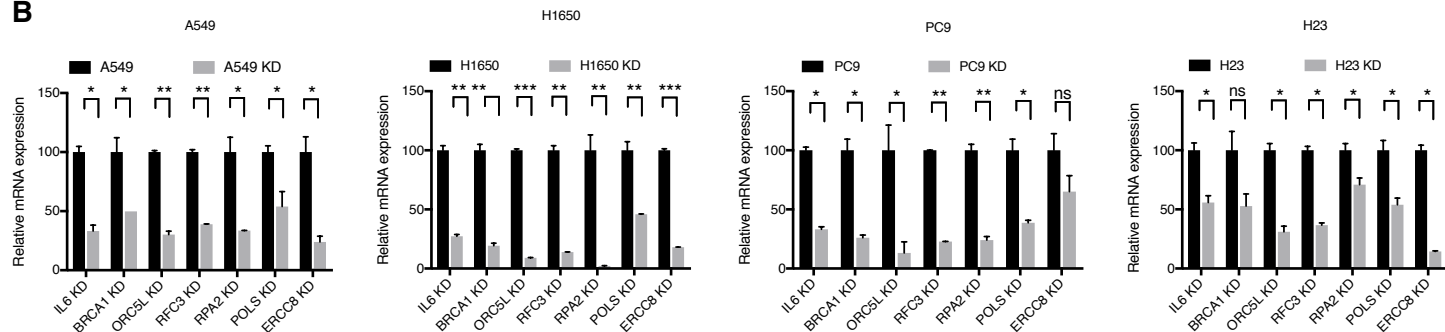 B
A549
A549 A549 KD
Relative mRNA expression
150
100
50
0
* * ** ** * * *
IL6 KD
BRCA1 KD
ORC5L KD
RFC3 KD
RPA2 KD
POLS KD
ERCC8 KD
H1650
H1650 H1650 KD
Relative mRNA expression
150
100
50
0
** ** *** ** ** ** ***
IL6 KD
BRCA1 KD
ORC5L KD
RFC3 KD
RPA2 KD
POLS KD
ERCC8 KD
PC9
PC9 PC9 KD
Relative mRNA expression
150
100
50
0
* * * ** ** * ns
IL6 KD
BRCA1 KD
ORC5L KD
RFC3 KD
RPA2 KD
POLS KD
ERCC8 KD
H23
H23 H23 KD
Relative mRNA expression
150
100
50
0
* ns * * * * *
IL6 KD
BRCA1 KD
ORC5L KD
RFC3 KD
RPA2 KD
POLS KD
ERCC8 KD